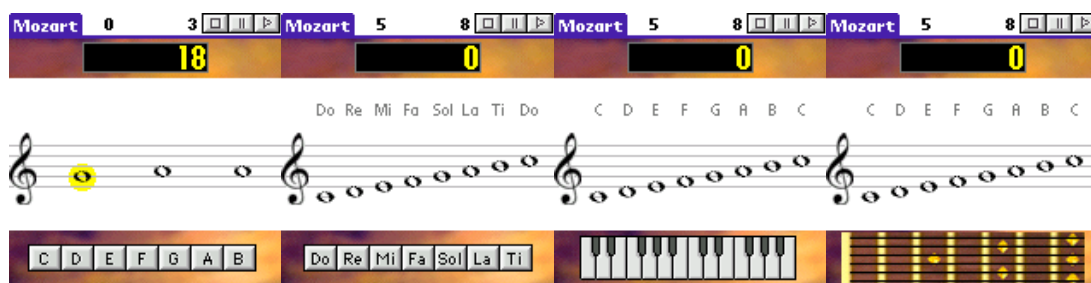 Mozart 0 3 Mozart 5 8 Mozart 5 8 Mozart 5 8
18 0 0 0
Do Re Mi Fa Sol La Ti Do C D E F G A B C C D E F G A B C
C D E F G A B Do Re Mi Fa Sol La Ti